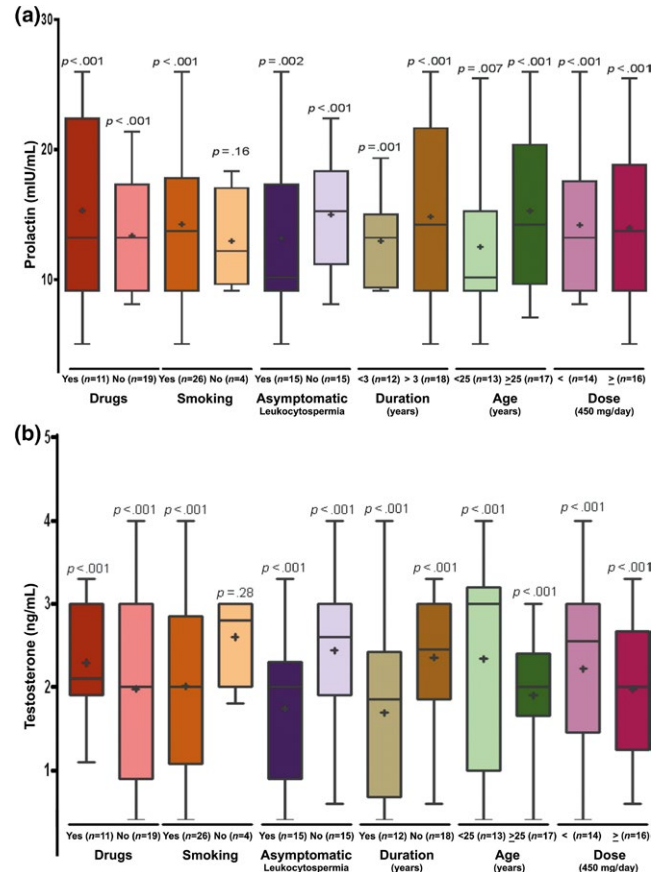 (a)
30
p < .001
p < .001
p = .002
p < .001
p < .001
p < .001
p < .001
p = .007
p < .001
p < .001
p < .001
p = .16
p = .001
20
10
Prolactin (mIU/mL)
Yes (n=11) No (n=19) Yes (n=26) No (n=4) Yes (n=15) No (n=15) <3 (n=12) > 3 (n=18) <25 (n=13) ≥25 (n=17) < (n=14) ≥ (n=16)
Drugs Smoking Asymptomatic Duration Age Dose
Leukocytospermia (years) (years) (450 mg/day)
(b)
5
4
3
2
1
Testosterone (ng/mL)
p < .001
p < .001
p < .001
p = .28
p < .001
p < .001
p < .001
p < .001
p < .001
p < .001
p < .001
p < .001
Yes (n=11) No (n=19) Yes (n=26) No (n=4) Yes (n=15) No (n=15) Yes (n=12) No (n=18) <25 (n=13) ≥25 (n=17) < (n=14) ≥ (n=16)
Drugs Smoking Asymptomatic Duration Age Dose
Leukocytospermia (years) (years) (450 mg/day)